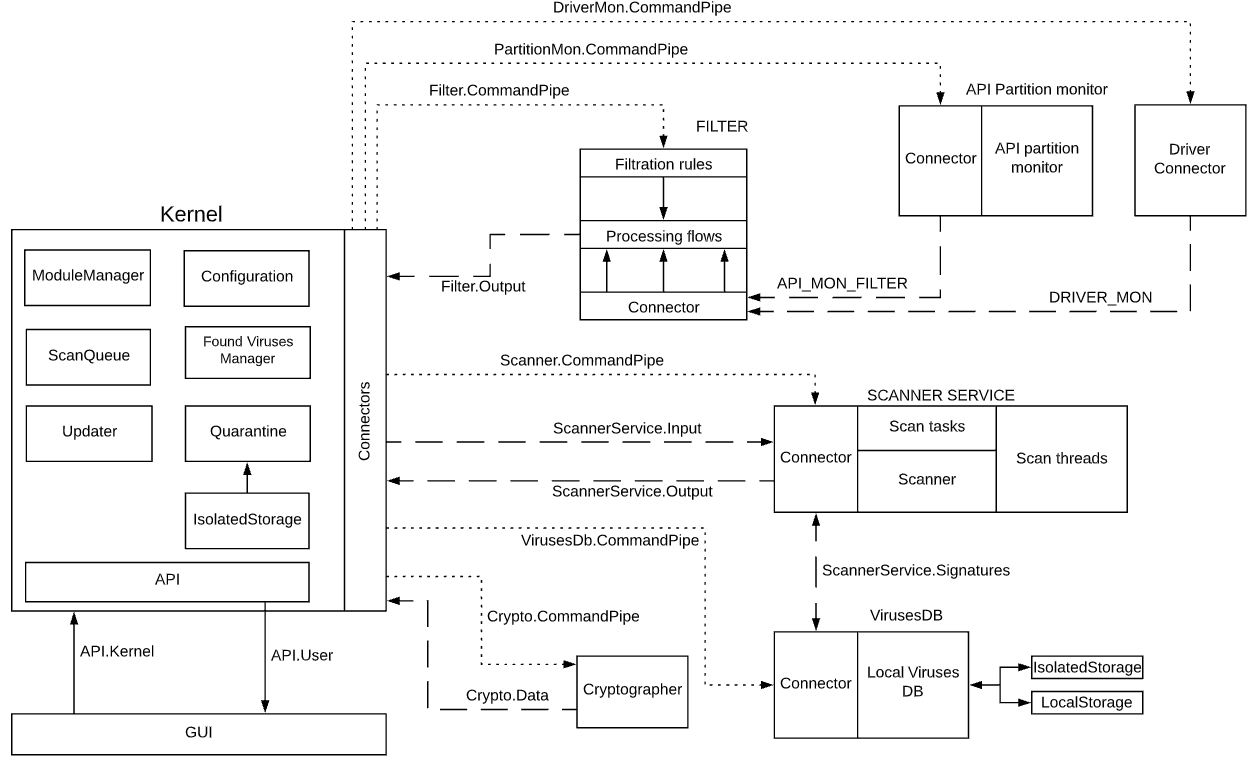 DriverMon.CommandPipe
PartitionMon.CommandPipe
Filter.CommandPipe
API Partition monitor
FILTER
Filtration rules
Processing flows
Connector
Connector
API partition
monitor
Driver
Connector
Kernel
ModuleManager
Configuration
ScanQueue
Found Viruses
Manager
Updater
Quarantine
IsolatedStorage
API
Connectors
Filter.Output
API_MON_FILTER
DRIVER_MON
Scanner.CommandPipe
SCANNER SERVICE
ScannerService.Input
ScannerService.Output
Connector
Scan tasks
Scanner
Scan threads
VirusesDb.CommandPipe
ScannerService.Signatures
Crypto.CommandPipe
VirusesDB
API.Kernel
API.User
Crypto.Data
Cryptographer
Connector
Local Viruses
DB
IsolatedStorage
LocalStorage
GUI